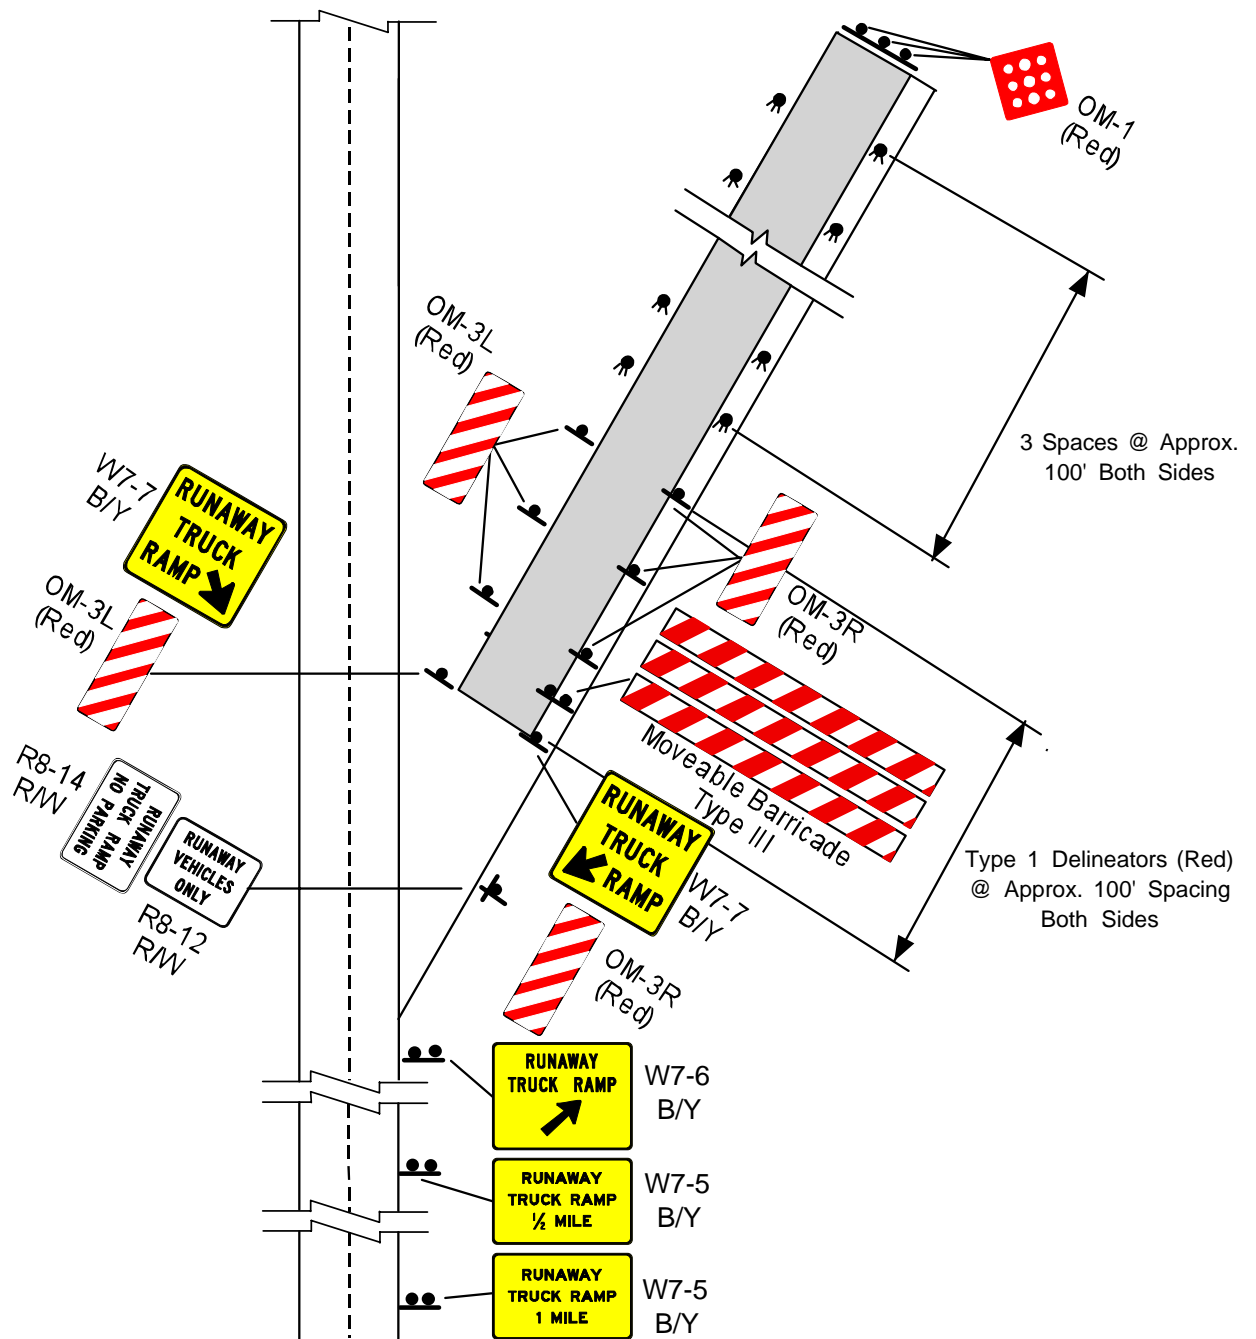 OM-1
(Red)
OM-3L
(Red)
3 Spaces @ Approx.
100' Both Sides
W7-7
B/Y
RUNAWAY
TRUCK
RAMP
OM-3L
(Red)
OM-3R
(Red)
Moveable Barricade
Type III
R8-14
R/W
RUNAWAY
TRUCK RAMP
NO PARKING
RUNAWAY
VEHICLES
ONLY
R8-12
R/W
RUNAWAY
TRUCK
RAMP
W7-7
B/Y
Type 1 Delineators (Red)
@ Approx. 100' Spacing
Both Sides
OM-3R
(Red)
RUNAWAY
TRUCK RAMP
W7-6
B/Y
RUNAWAY
TRUCK RAMP
½ MILE
W7-5
B/Y
RUNAWAY
TRUCK RAMP
1 MILE
W7-5
B/Y